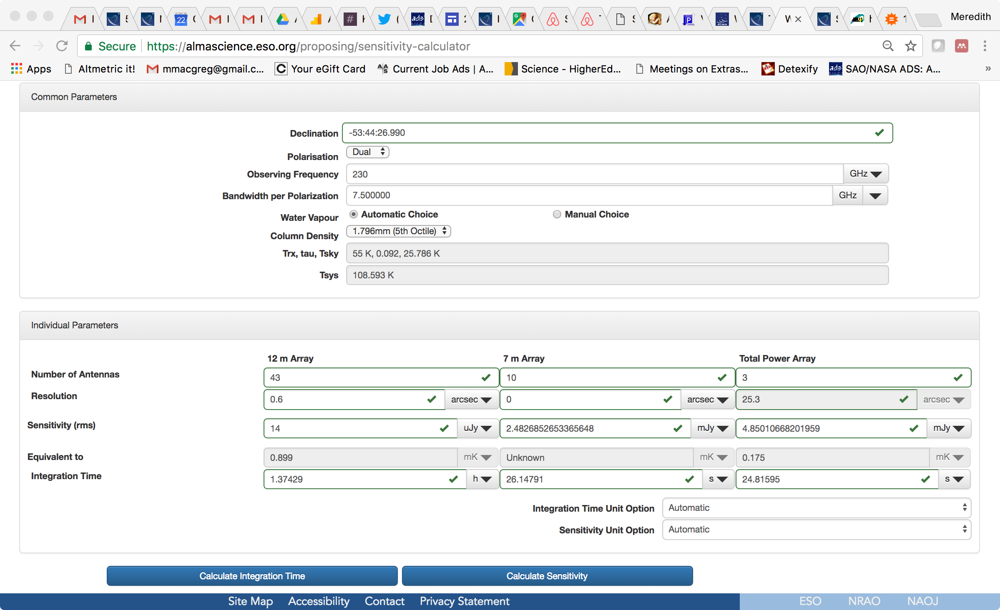 Meredith
Secure https://almascience.eso.org/proposing/sensitivity-calculator
Apps Altmetric it! mmacgreg@gmail.c... Your eGift Card Current Job Ads | A... Science - HigherEd... Meetings on Extras... Detexify SAO/NASA ADS: A... »
Common Parameters
Declination -53:44:26.990
Polarisation Dual
Observing Frequency 230 GHz
Bandwidth per Polarization 7.500000 GHz
Water Vapour Automatic Choice Manual Choice
Column Density 1.796mm (5th Octile)
Trx, tau, Tsky 55 K, 0.092, 25.786 K
Tsys 108.593 K
Individual Parameters
12 m Array 7 m Array Total Power Array
Number of Antennas 43 10 3
Resolution 0.6 arcsec 0 arcsec 25.3 arcsec
Sensitivity (rms) 14 uJy 2.4826852653365648 mJy 4.85010668201959 mJy
Equivalent to 0.899 mK Unknown mK 0.175 mK
Integration Time 1.37429 h 26.14791 s 24.81595 s
Integration Time Unit Option Automatic
Sensitivity Unit Option Automatic
Calculate Integration Time Calculate Sensitivity
Site Map Accessibility Contact Privacy Statement ESO NRAO NAOJ